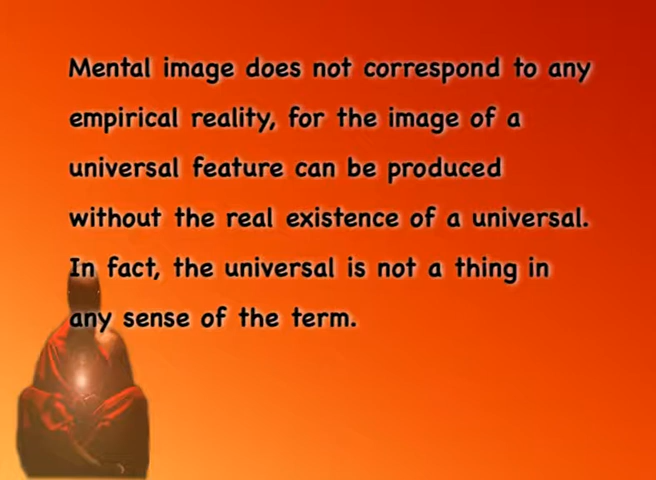 Mental image does not correspond to any
empirical reality, for the image of a
universal feature can be produced
without the real existence of a universal.
In fact, the universal is not a thing in
any sense of the term.